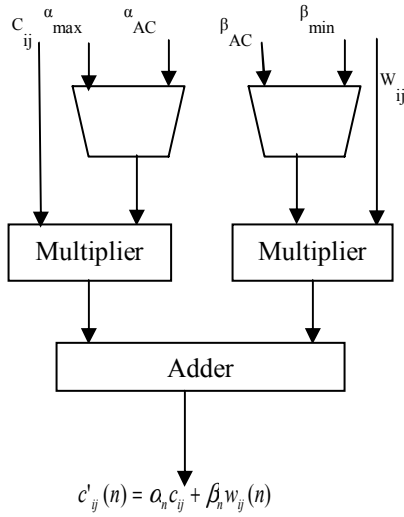 C_ij α_max α_AC β_AC β_min W_ij
Multiplier Multiplier
Adder
c'_ij (n) = α_n c_ij + β_n w_ij (n)